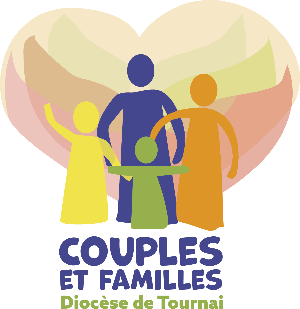 COUPLES
ET FAMILLES
Diocèse de Tournai